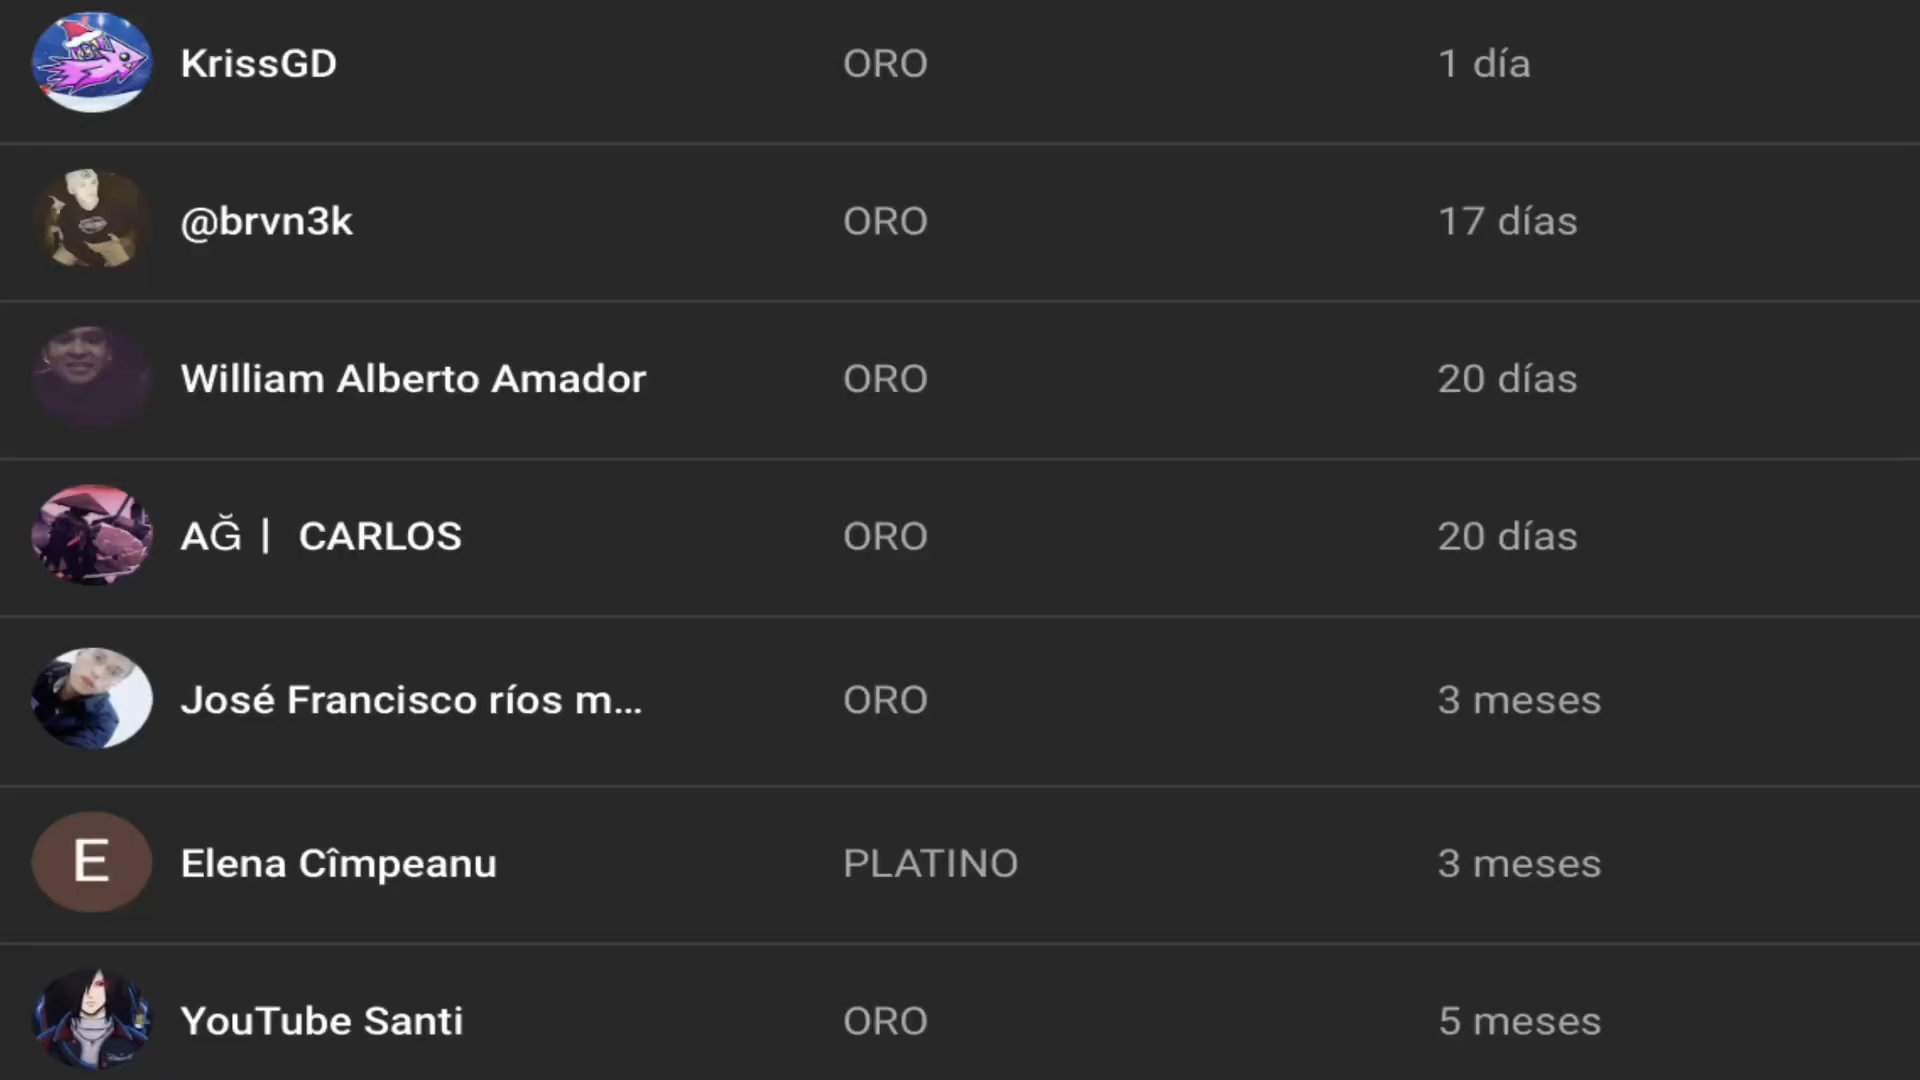 KrissGD ORO 1 día
@brvn3k ORO 17 días
William Alberto Amador ORO 20 días
AĞ | CARLOS ORO 20 días
José Francisco ríos m... ORO 3 meses
E Elena Cîmpeanu PLATINO 3 meses
YouTube Santi ORO 5 meses